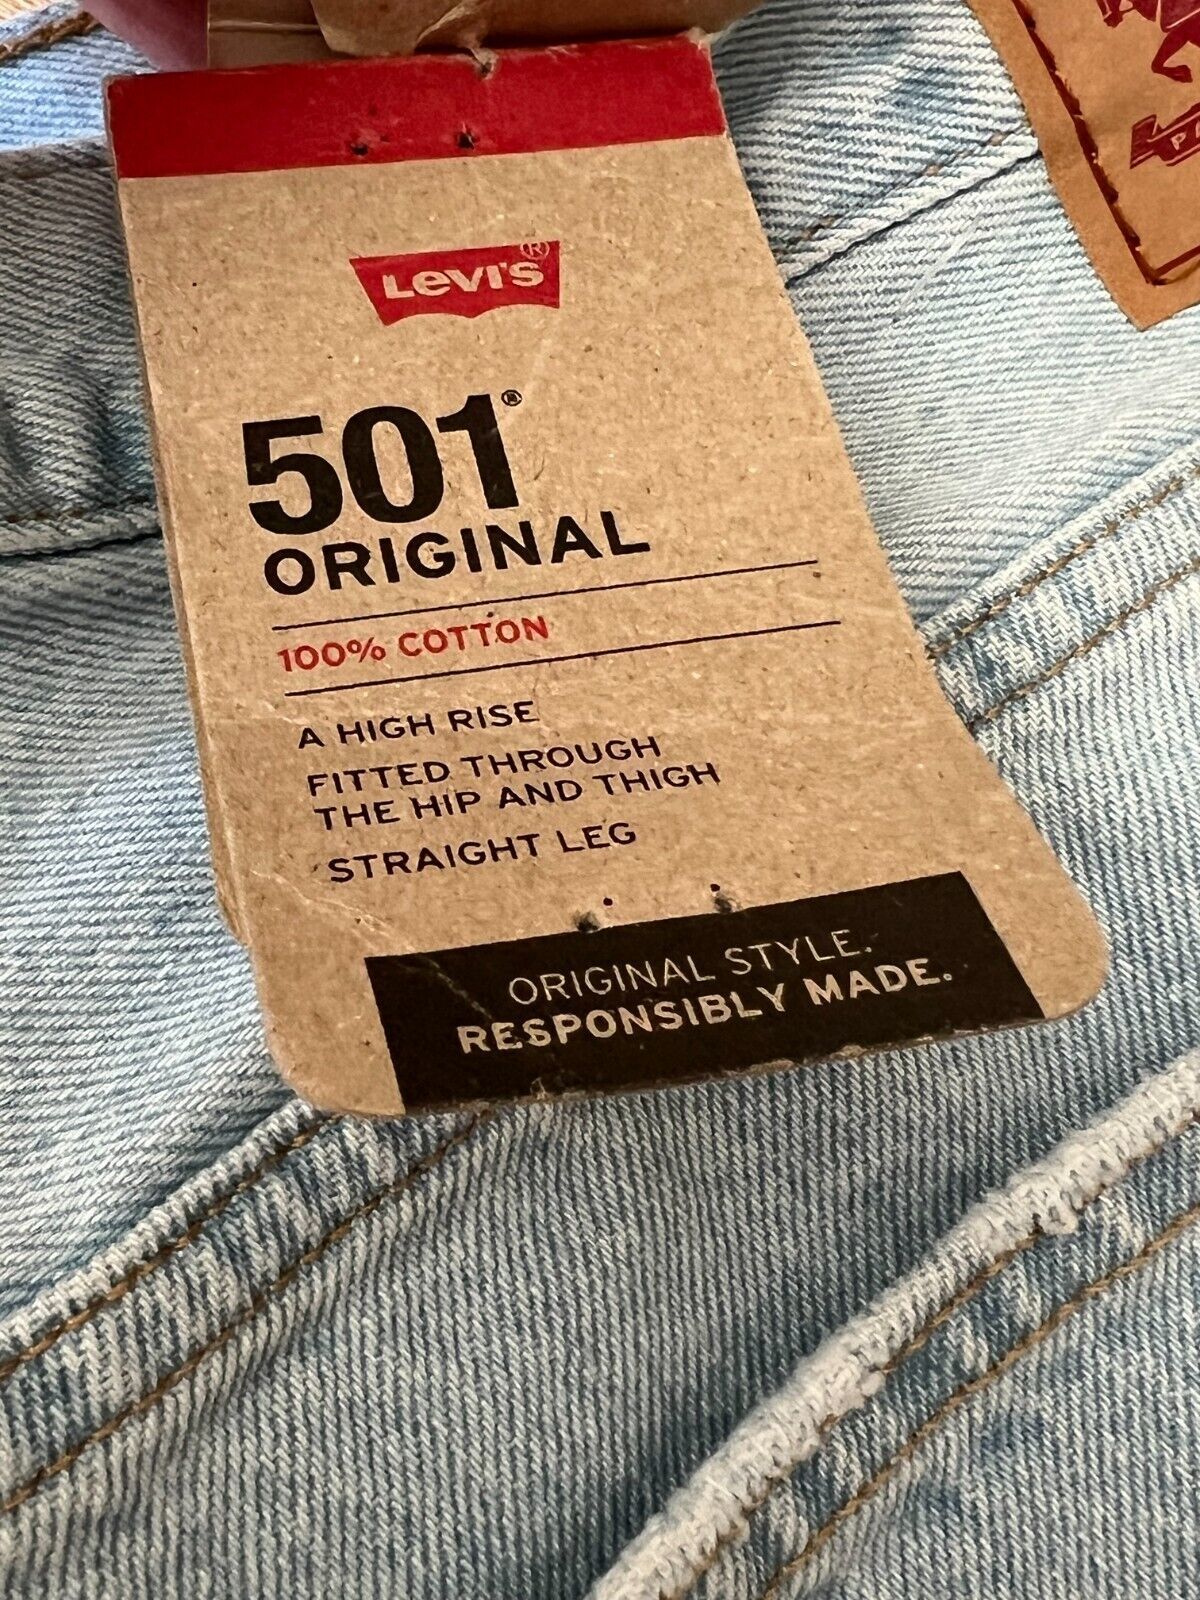 LEVI'S®
501®
ORIGINAL
100% COTTON
A HIGH RISE
FITTED THROUGH
THE HIP AND THIGH
STRAIGHT LEG
ORIGINAL STYLE.
RESPONSIBLY MADE.